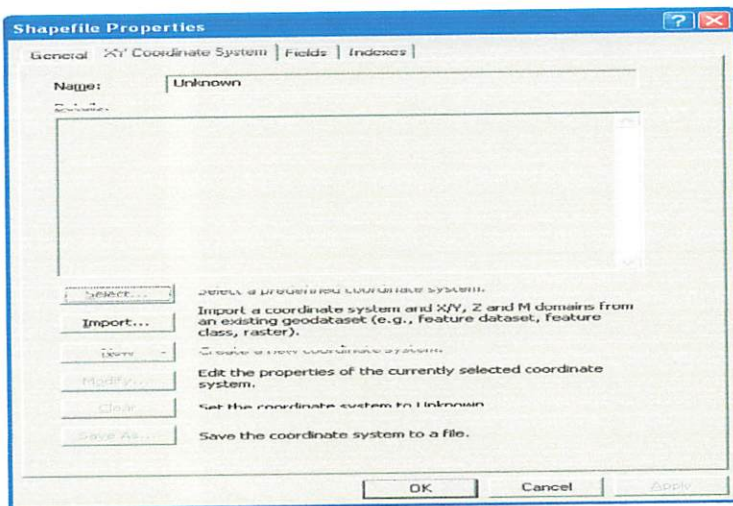 Shapefile Properties
General XY Coordinate System Fields Indexes
Name: Unknown
Details:
Select... Select a predefined coordinate system.
Import... Import a coordinate system and X/Y, Z and M domains from
an existing geodataset (e.g., feature dataset, feature
class, raster).
New Create a new coordinate system.
Modify... Edit the properties of the currently selected coordinate
system.
Clear Set the coordinate system to Unknown
Save As... Save the coordinate system to a file.
OK Cancel Apply